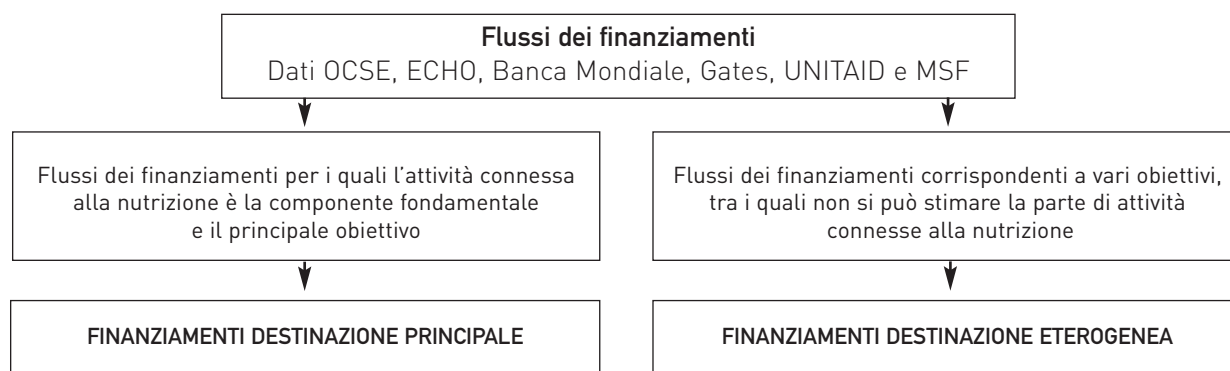 Flussi dei finanziamenti
Dati OCSE, ECHO, Banca Mondiale, Gates, UNITAID e MSF
Flussi dei finanziamenti per i quali l’attività connessa
alla nutrizione è la componente fondamentale
e il principale obiettivo
Flussi dei finanziamenti corrispondenti a vari obiettivi,
tra i quali non si può stimare la parte di attività
connesse alla nutrizione
FINANZIAMENTI DESTINAZIONE PRINCIPALE
FINANZIAMENTI DESTINAZIONE ETEROGENEA